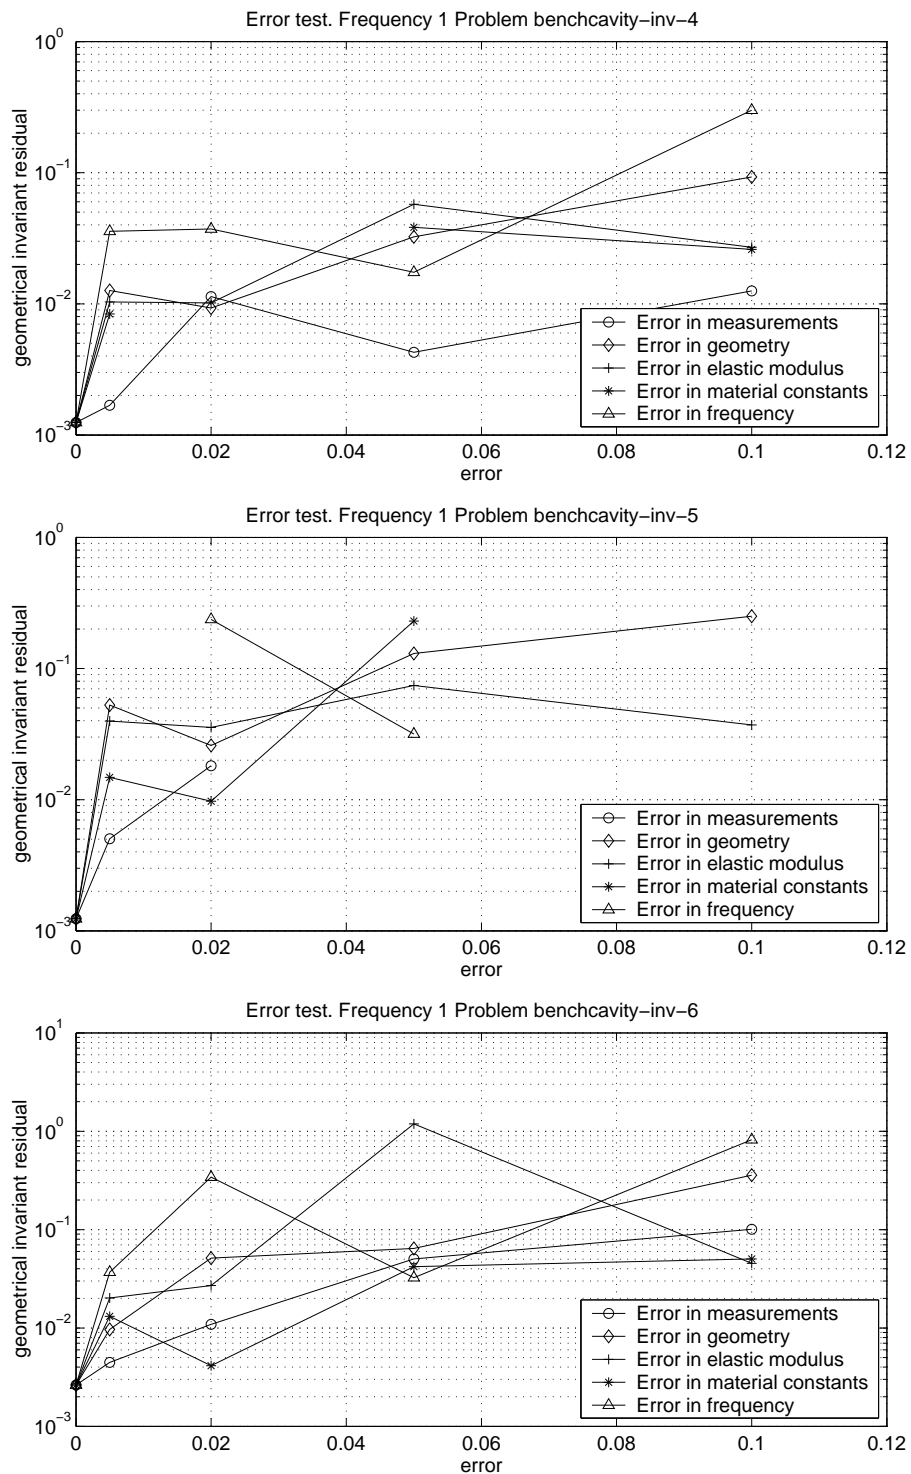 Error test. Frequency 1 Problem benchcavity−inv−4
10^0
10^−1
10^−2
10^−3
geometrical invariant residual
0 0.02 0.04 0.06 0.08 0.1 0.12
error
Error in measurements
Error in geometry
Error in elastic modulus
Error in material constants
Error in frequency
Error test. Frequency 1 Problem benchcavity−inv−5
10^0
10^−1
10^−2
10^−3
geometrical invariant residual
0 0.02 0.04 0.06 0.08 0.1 0.12
error
Error in measurements
Error in geometry
Error in elastic modulus
Error in material constants
Error in frequency
Error test. Frequency 1 Problem benchcavity−inv−6
10^1
10^0
10^−1
10^−2
10^−3
geometrical invariant residual
0 0.02 0.04 0.06 0.08 0.1 0.12
error
Error in measurements
Error in geometry
Error in elastic modulus
Error in material constants
Error in frequency